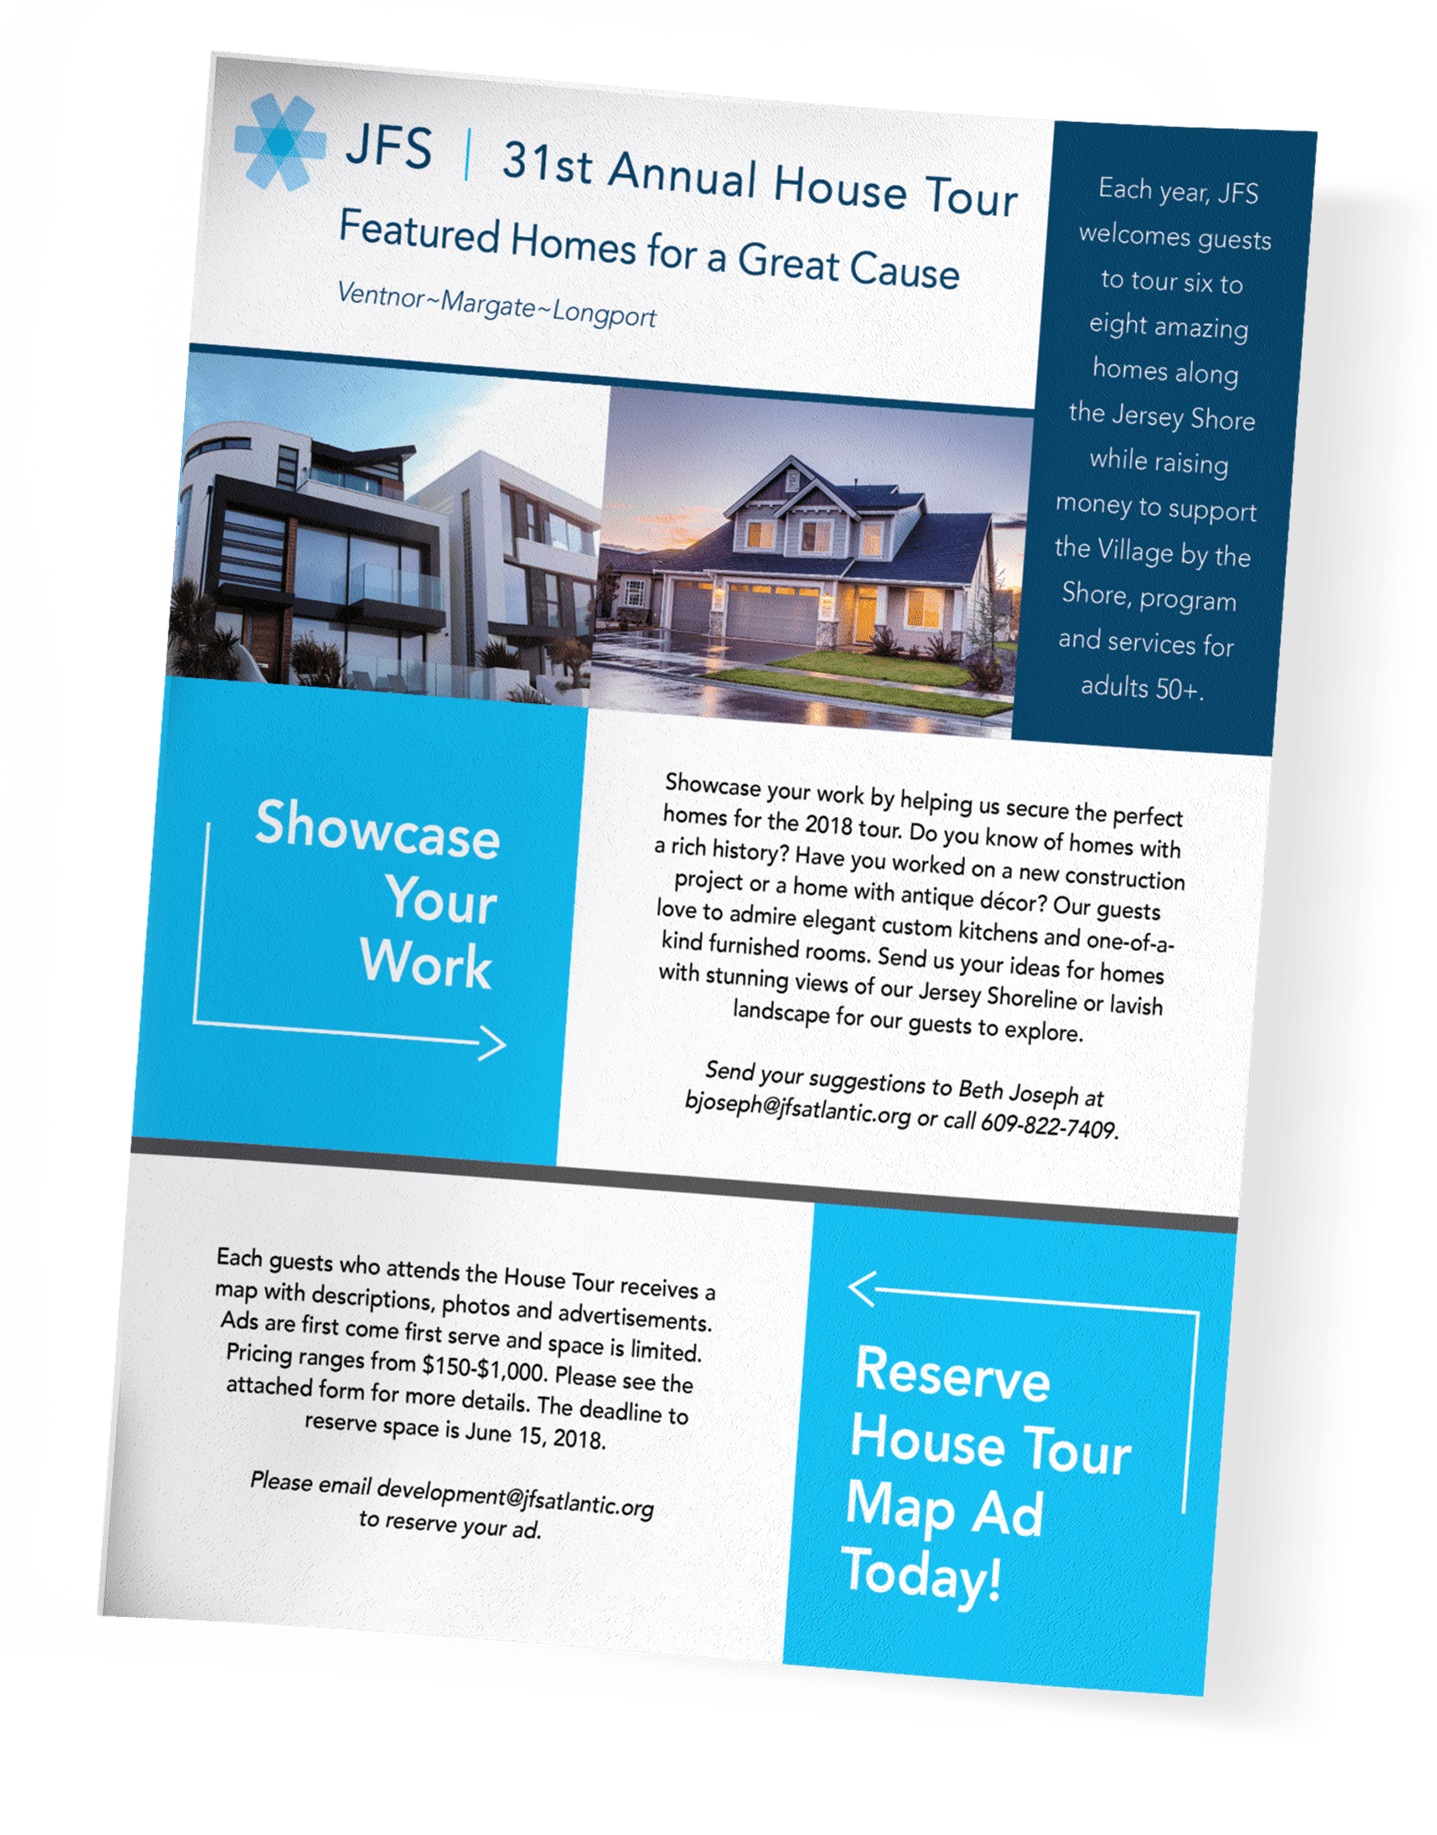 JFS | 31st Annual House Tour
Featured Homes for a Great Cause
Ventnor~Margate~Longport
Each year, JFS
welcomes guests
to tour six to
eight amazing
homes along
the Jersey Shore
while raising
money to support
the Village by the
Shore, program
and services for
adults 50+.
Showcase
Your
Work
Showcase your work by helping us secure the perfect
homes for the 2018 tour. Do you know of homes with
a rich history? Have you worked on a new construction
project or a home with antique décor? Our guests
love to admire elegant custom kitchens and one-of-a-
kind furnished rooms. Send us your ideas for homes
with stunning views of our Jersey Shoreline or lavish
landscape for our guests to explore.
Send your suggestions to Beth Joseph at
bjoseph@jfsatlantic.org or call 609-822-7409.
Each guests who attends the House Tour receives a
map with descriptions, photos and advertisements.
Ads are first come first serve and space is limited.
Pricing ranges from $150-$1,000. Please see the
attached form for more details. The deadline to
reserve space is June 15, 2018.
Please email development@jfsatlantic.org
to reserve your ad.
Reserve
House Tour
Map Ad
Today!